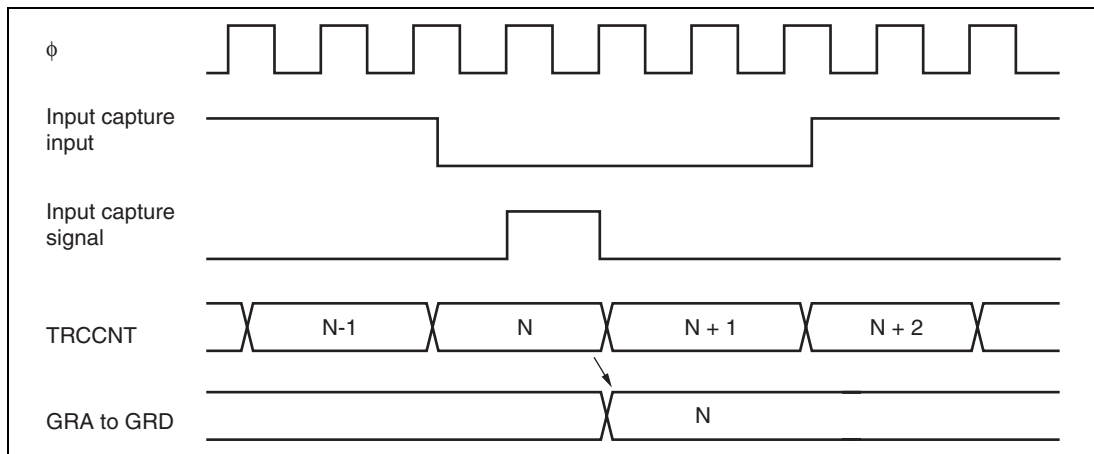 ϕ
Input capture
input
Input capture
signal
TRCCNT
N-1
N
N + 1
N + 2
GRA to GRD
N